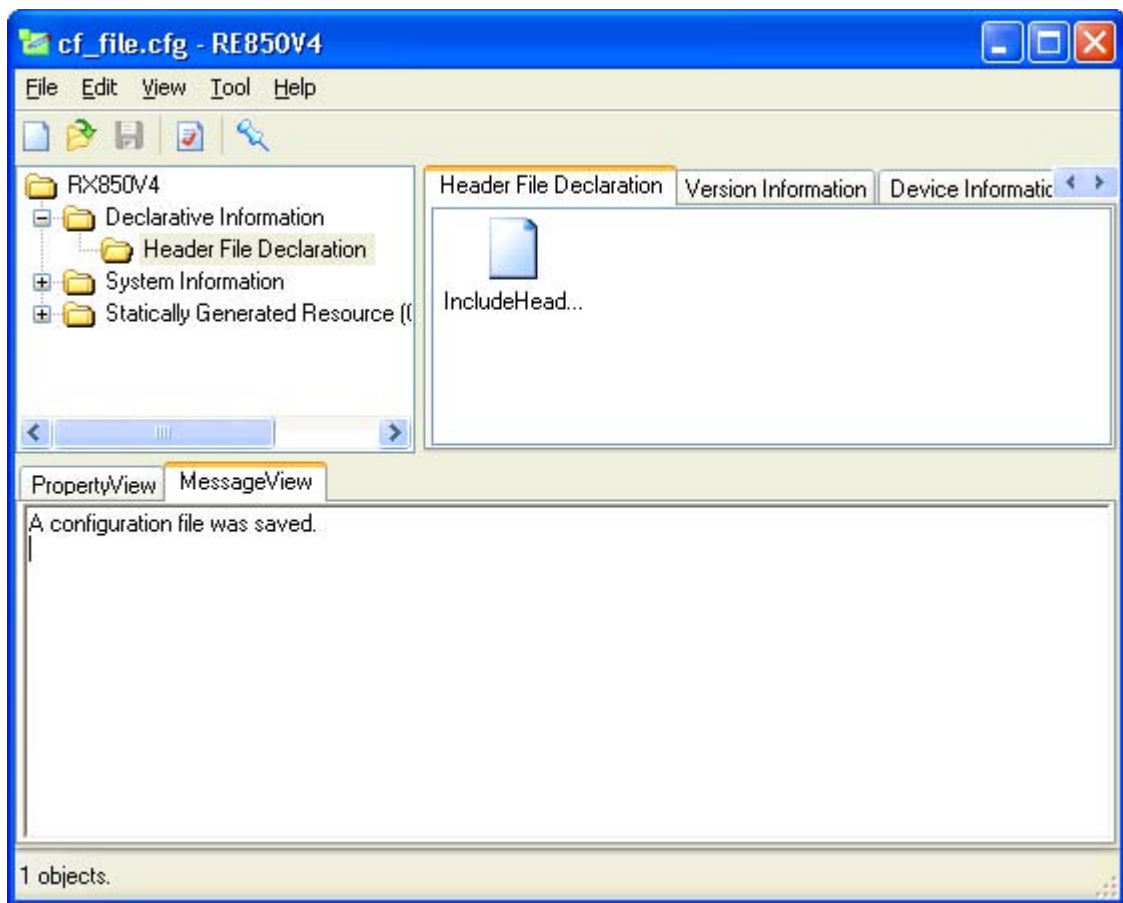 cf_file.cfg - RE850V4
File Edit View Tool Help
RX850V4
Declarative Information
Header File Declaration
System Information
Statically Generated Resource ((
Header File Declaration Version Information Device Informatic
IncludeHead...
PropertyView MessageView
A configuration file was saved.
1 objects.